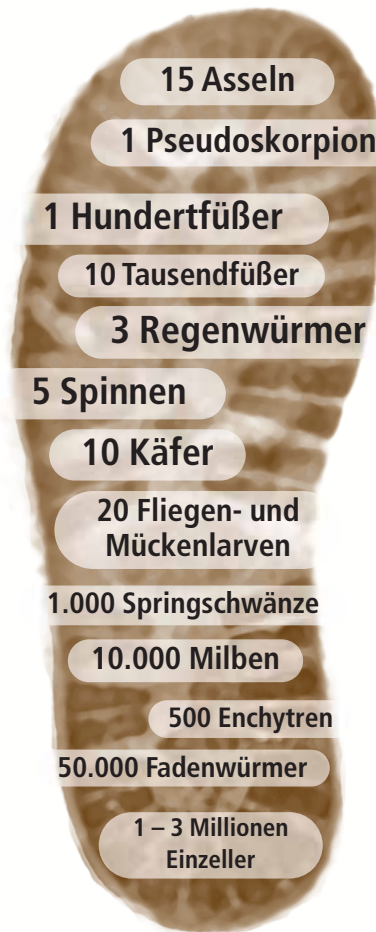 15 Asseln
1 Pseudoskorpion
1 Hundertfüßer
10 Tausendfüßer
3 Regenwürmer
5 Spinnen
10 Käfer
20 Fliegen- und
Mückenlarven
1.000 Springschwänze
10.000 Milben
500 Enchytren
50.000 Fadenwürmer
1 – 3 Millionen
Einzeller